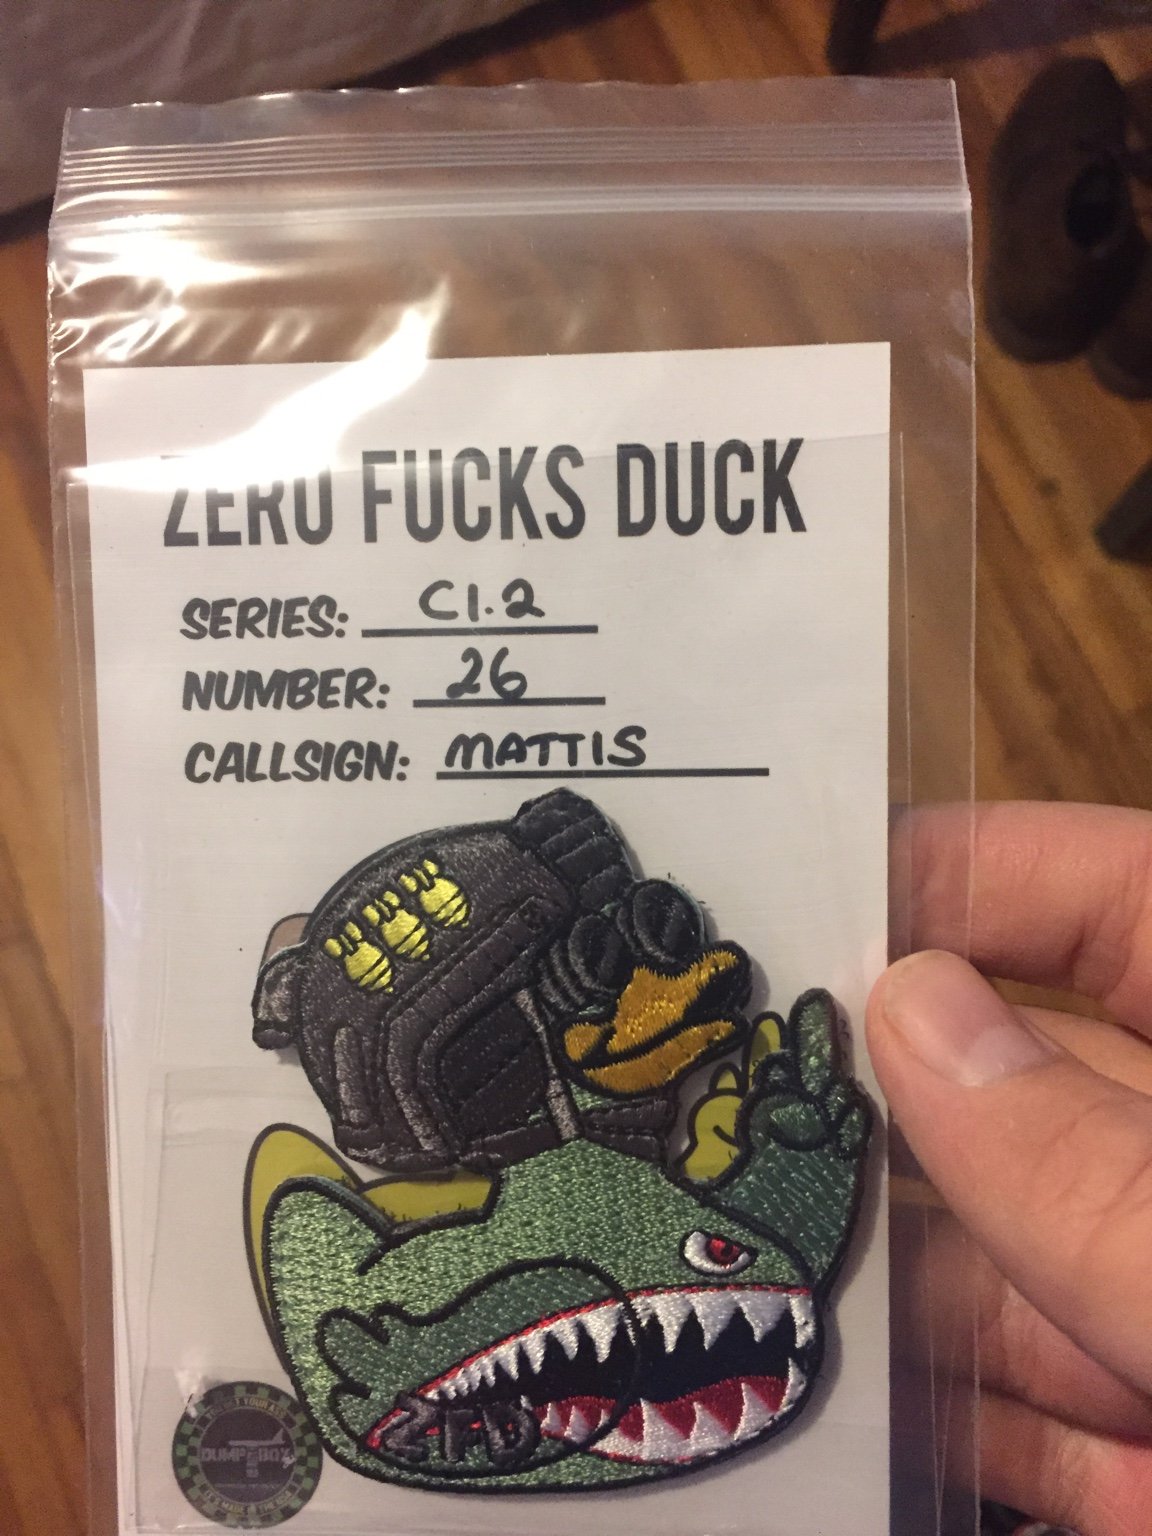 ZERO FUCKS DUCK
SERIES: C1.2
NUMBER: 26
CALLSIGN: MATTIS
ZFD